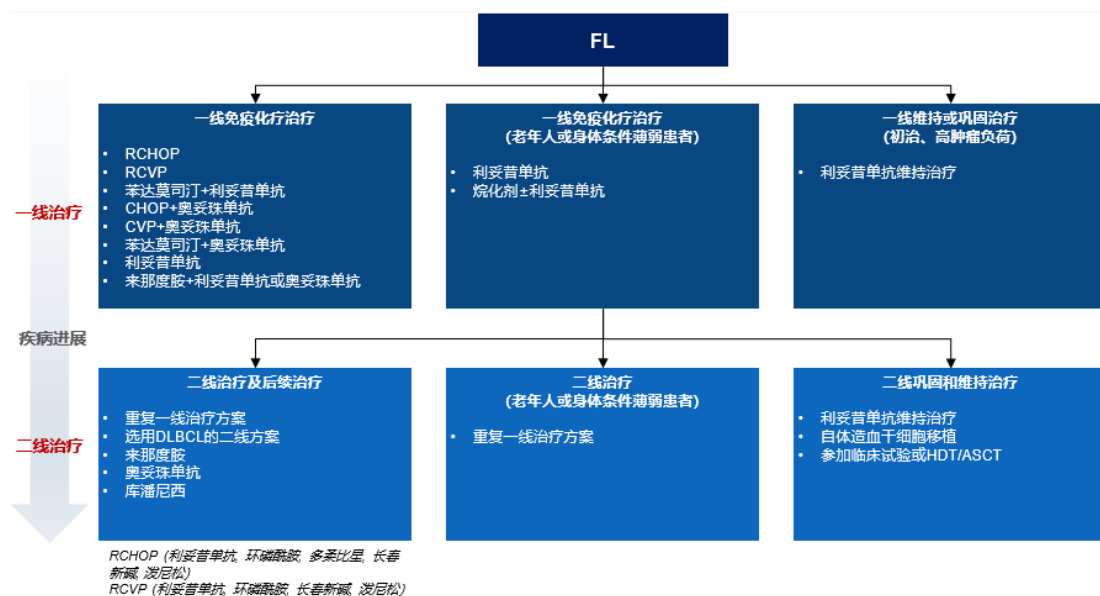 FL
一线免疫化疗治疗
• RCHOP
• RCVP
• 苯达莫司汀+利妥昔单抗
• CHOP+奥妥珠单抗
• CVP+奥妥珠单抗
• 苯达莫司汀+奥妥珠单抗
• 利妥昔单抗
• 来那度胺+利妥昔单抗或奥妥珠单抗
一线免疫化疗治疗
(老年人或身体条件薄弱患者)
• 利妥昔单抗
• 烷化剂±利妥昔单抗
一线维持或巩固治疗
(初治、高肿瘤负荷)
• 利妥昔单抗维持治疗
一线治疗
疾病进展
二线治疗
二线治疗及后续治疗
• 重复一线治疗方案
• 选用DLBCL的二线方案
• 来那度胺
• 奥妥珠单抗
• 库潘尼西
二线治疗
(老年人或身体条件薄弱患者)
• 重复一线治疗方案
二线巩固和维持治疗
• 利妥昔单抗维持治疗
• 自体造血干细胞移植
• 参加临床试验或HDT/ASCT
RCHOP (利妥昔单抗, 环磷酰胺, 多柔比星, 长春
新碱, 泼尼松)
RCVP (利妥昔单抗, 环磷酰胺, 长春新碱, 泼尼松)